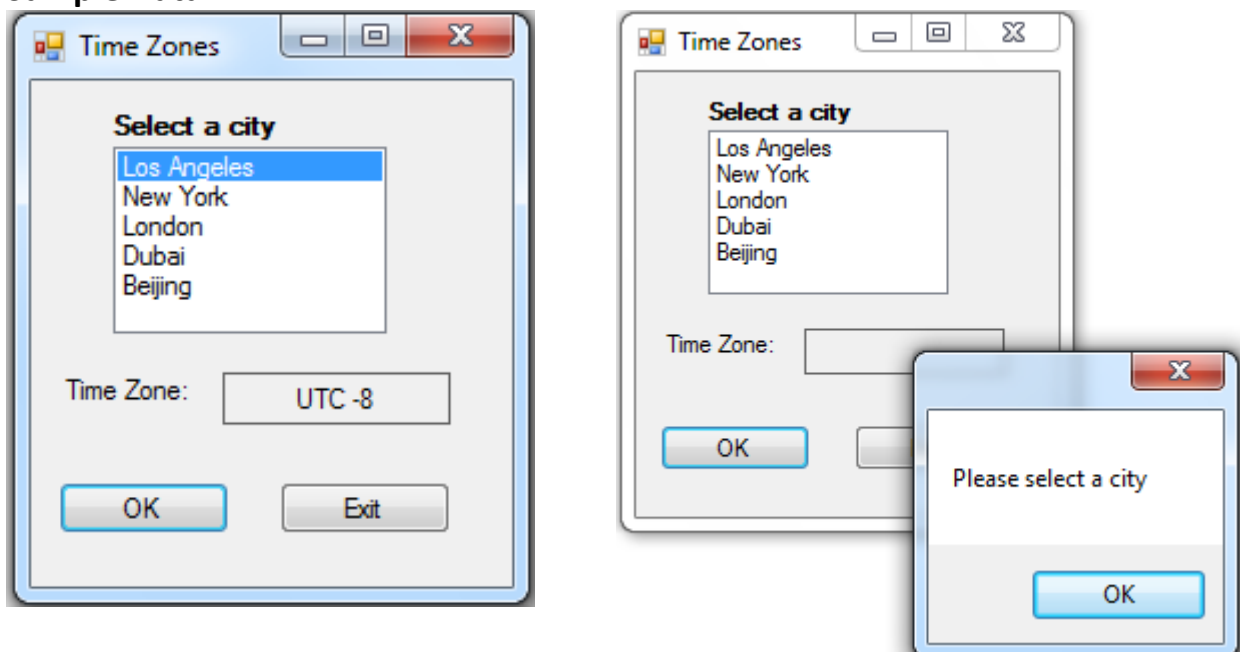 Time Zones
Select a city
Los Angeles
New York
London
Dubai
Beijing
Time Zone:
UTC -8
OK
Exit
Time Zones
Select a city
Los Angeles
New York
London
Dubai
Beijing
Time Zone:
OK
Please select a city
OK